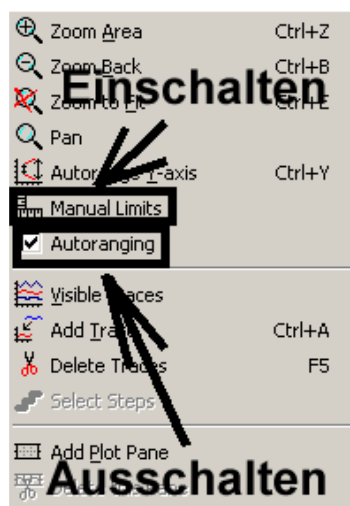 Zoom Area Ctrl+Z
Zoom Back Ctrl+B
Einschalten
Zoom to Fit Ctrl+E
Pan
Autorange Y-axis Ctrl+Y
Manual Limits
Autoranging
Visible Traces
Add Trace Ctrl+A
Delete Traces F5
Select Steps
Add Plot Pane
Ausschalten